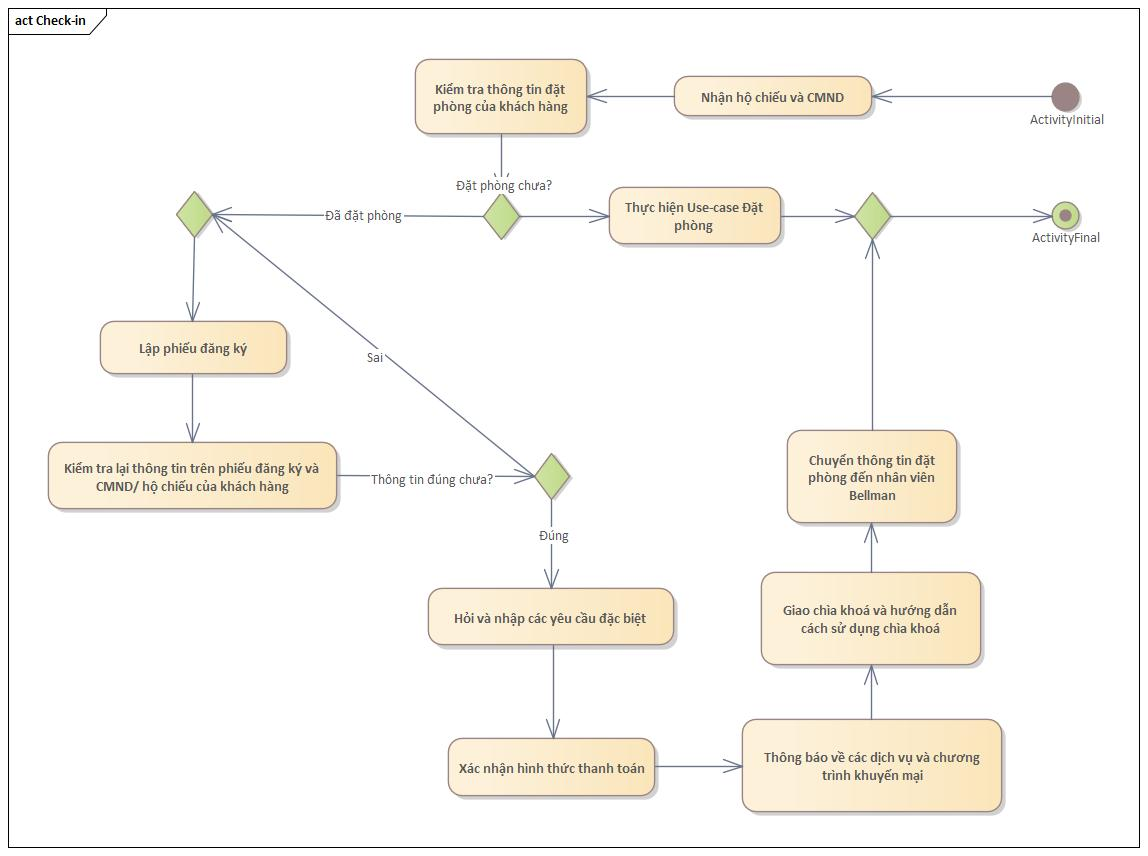 act Check-in
Kiểm tra thông tin đặt
phòng của khách hàng
Nhận hộ chiếu và CMND
ActivityInitial
Đặt phòng chưa?
Đã đặt phòng
Thực hiện Use-case Đặt
phòng
ActivityFinal
Lập phiếu đăng ký
Sai
Kiểm tra lại thông tin trên phiếu đăng ký và
CMND/ hộ chiếu của khách hàng
Thông tin đúng chưa?
Chuyển thông tin đặt
phòng đến nhân viên
Bellman
Đúng
Hỏi và nhập các yêu cầu đặc biệt
Giao chìa khoá và hướng dẫn
cách sử dụng chìa khoá
Xác nhận hình thức thanh toán
Thông báo về các dịch vụ và chương
trình khuyến mại